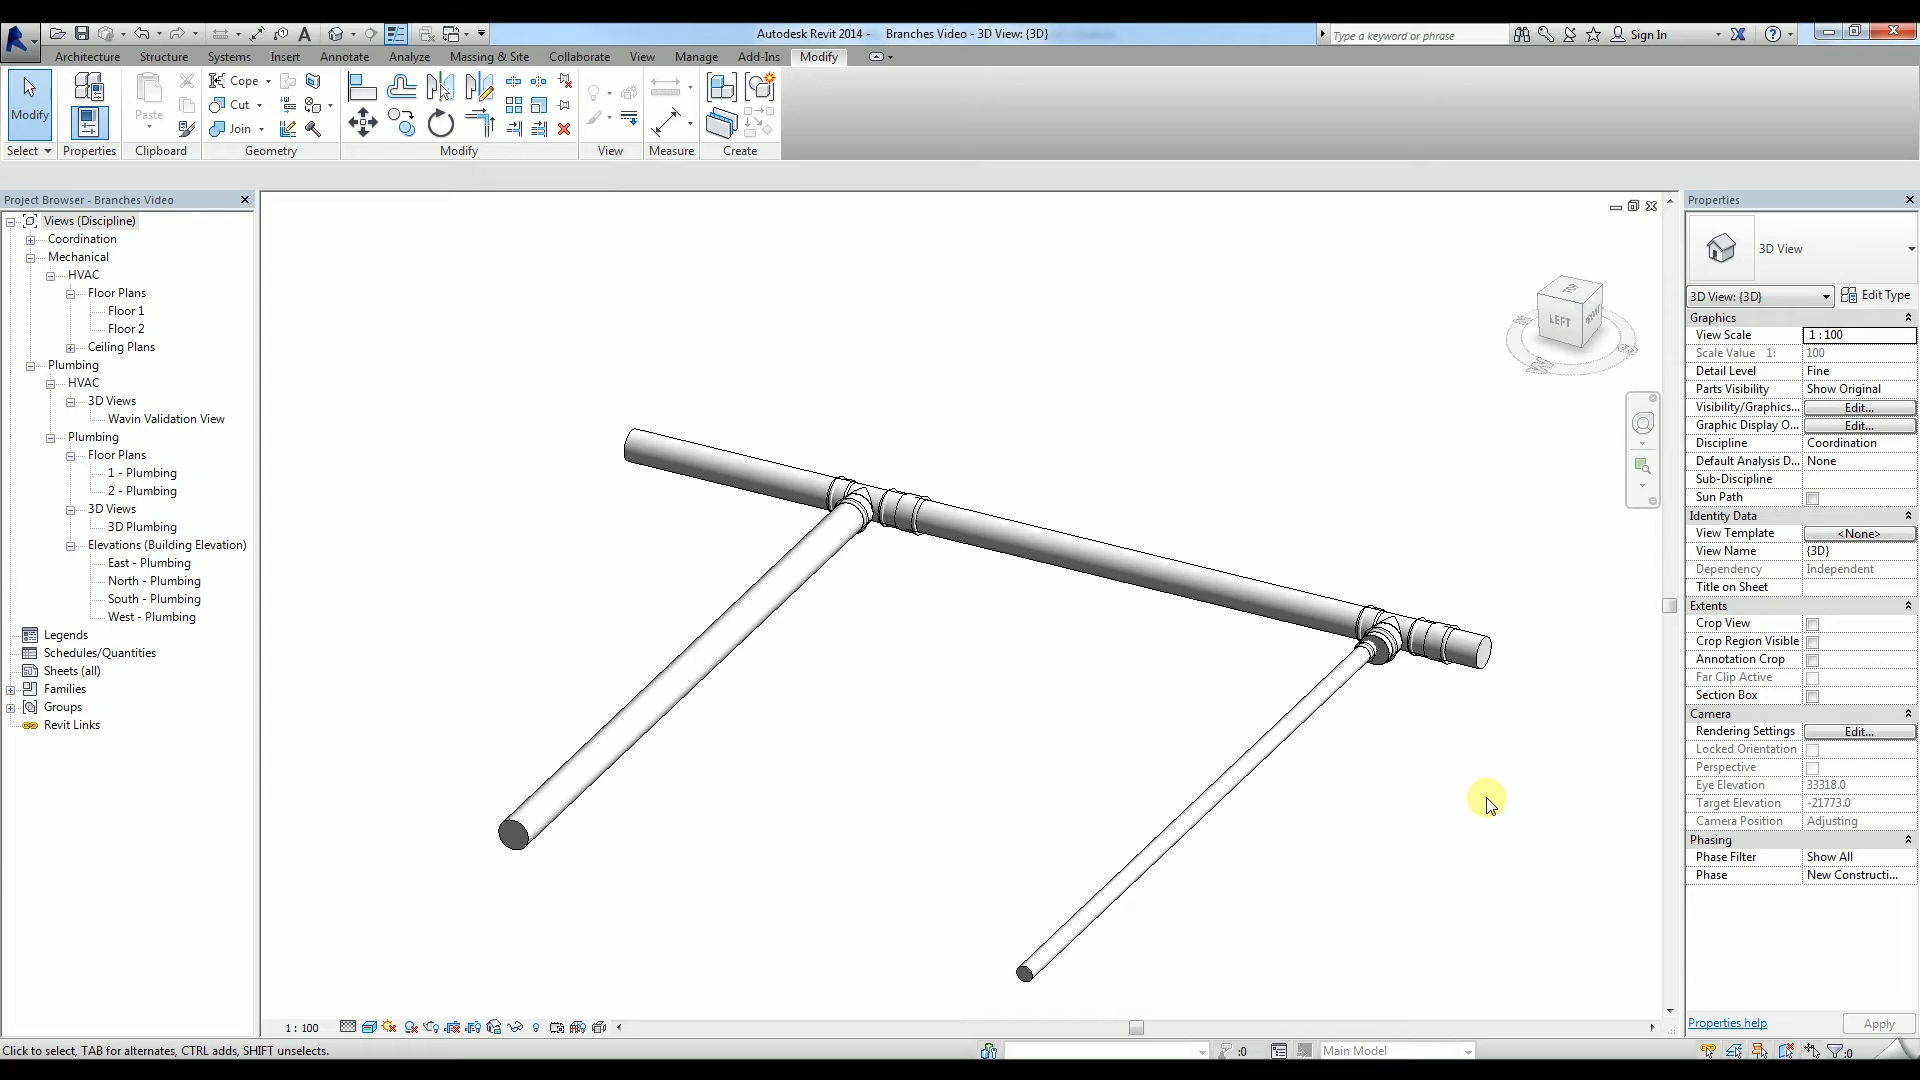 Autodesk Revit 2014 - Branches Video - 3D View: {3D}
Type a keyword or phrase
Sign In
Architecture Structure Systems Insert Annotate Analyze Massing & Site Collaborate View Manage Add-Ins Modify
Modify
Paste
Cope
Cut
Join
Select Properties Clipboard Geometry Modify View Measure Create
Project Browser - Branches Video
Views (Discipline)
Coordination
Mechanical
HVAC
Floor Plans
Floor 1
Floor 2
Ceiling Plans
Plumbing
HVAC
3D Views
Wavin Validation View
Plumbing
Floor Plans
1 - Plumbing
2 - Plumbing
3D Views
3D Plumbing
Elevations (Building Elevation)
East - Plumbing
North - Plumbing
South - Plumbing
West - Plumbing
Legends
Schedules/Quantities
Sheets (all)
Families
Groups
Revit Links
LEFT
Properties
3D View
3D View: {3D} Edit Type
Graphics
View Scale 1 : 100
Scale Value 1: 100
Detail Level Fine
Parts Visibility Show Original
Visibility/Graphics... Edit...
Graphic Display O... Edit...
Discipline Coordination
Default Analysis D... None
Sub-Discipline
Sun Path
Identity Data
View Template <None>
View Name {3D}
Dependency Independent
Title on Sheet
Extents
Crop View
Crop Region Visible
Annotation Crop
Far Clip Active
Section Box
Camera
Rendering Settings Edit...
Locked Orientation
Perspective
Eye Elevation 33318.0
Target Elevation -21773.0
Camera Position Adjusting
Phasing
Phase Filter Show All
Phase New Constructi...
Properties help Apply
1 : 100
Click to select, TAB for alternates, CTRL adds, SHIFT unselects.
:0
Main Model
:0